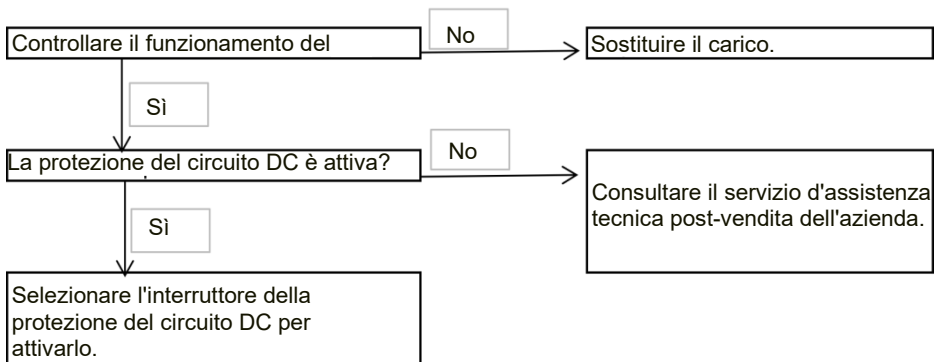 Controllare il funzionamento del
No
Sostituire il carico.
Sì
La protezione del circuito DC è attiva?
No
Consultare il servizio d'assistenza
tecnica post-vendita dell'azienda.
Sì
Selezionare l'interruttore della
protezione del circuito DC per
attivarlo.